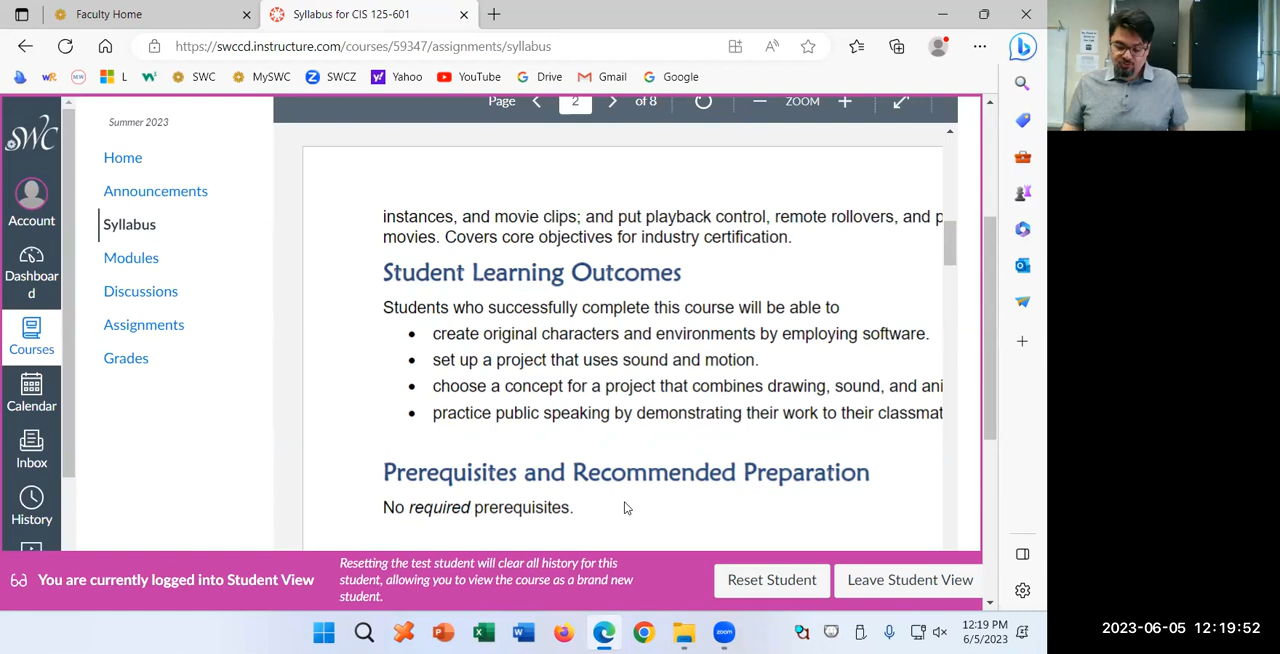 Faculty Home
Syllabus for CIS 125-601
https://swccd.instructure.com/courses/59347/assignments/syllabus
L
SWC
MySWC
SWCZ
Yahoo
YouTube
Drive
Gmail
Google
Page 2 of 8 ZOOM
SWC
Account
Dashboar
d
Courses
Calendar
Inbox
History
Summer 2023
Home
Announcements
Syllabus
Modules
Discussions
Assignments
Grades
instances, and movie clips; and put playback control, remote rollovers, and p
movies. Covers core objectives for industry certification.
Student Learning Outcomes
Students who successfully complete this course will be able to
• create original characters and environments by employing software.
• set up a project that uses sound and motion.
• choose a concept for a project that combines drawing, sound, and ani
• practice public speaking by demonstrating their work to their classmat
Prerequisites and Recommended Preparation
No required prerequisites.
You are currently logged into Student View
Resetting the test student will clear all history for this
student, allowing you to view the course as a brand new
student.
Reset Student
Leave Student View
zoom
12:19 PM
6/5/2023
2023-06-05 12:19:52